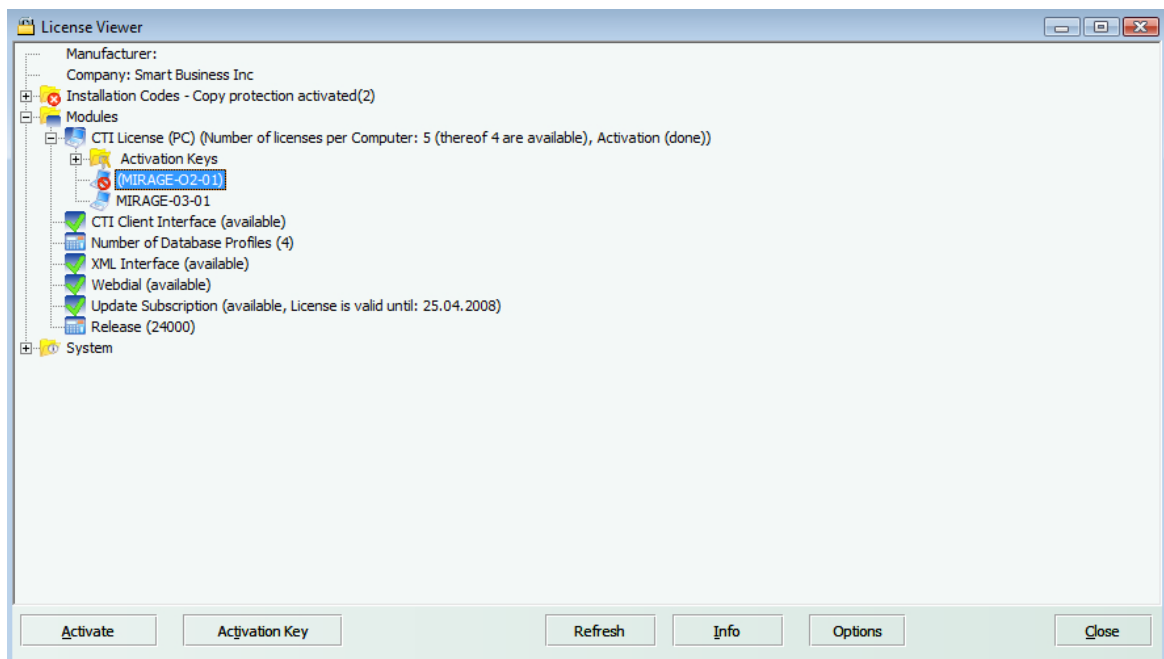 License Viewer
Manufacturer:
Company: Smart Business Inc
Installation Codes - Copy protection activated(2)
Modules
CTI License (PC) (Number of licenses per Computer: 5 (thereof 4 are available), Activation (done))
Activation Keys
(MIRAGE-O2-01)
MIRAGE-03-01
CTI Client Interface (available)
Number of Database Profiles (4)
XML Interface (available)
Webdial (available)
Update Subscription (available, License is valid until: 25.04.2008)
Release (24000)
System
Activate Activation Key Refresh Info Options Close